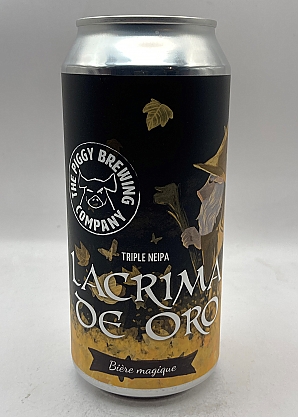 THE PIGGY BREWING
COMPANY
TRIPLE NEIPA
LACRIMA
DE ORO
Bière magique